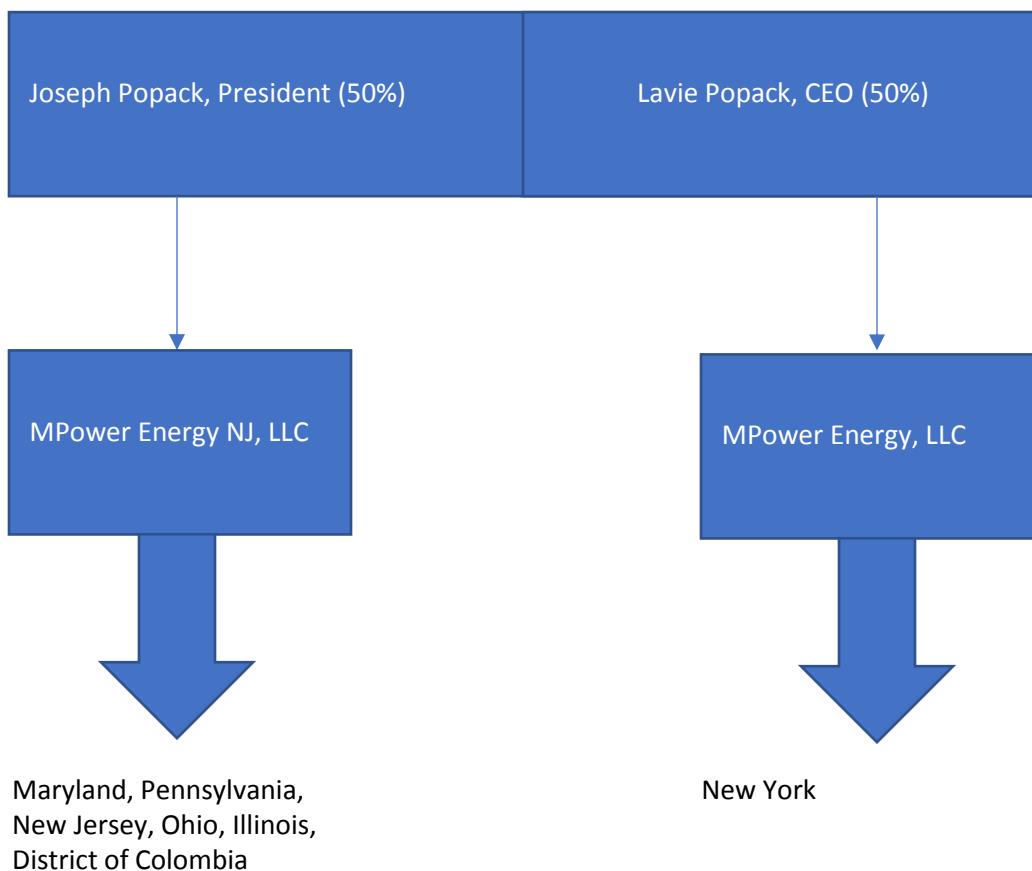 Joseph Popack, President (50%)
Lavie Popack, CEO (50%)
MPower Energy NJ, LLC
MPower Energy, LLC
Maryland, Pennsylvania,
New Jersey, Ohio, Illinois,
District of Colombia
New York